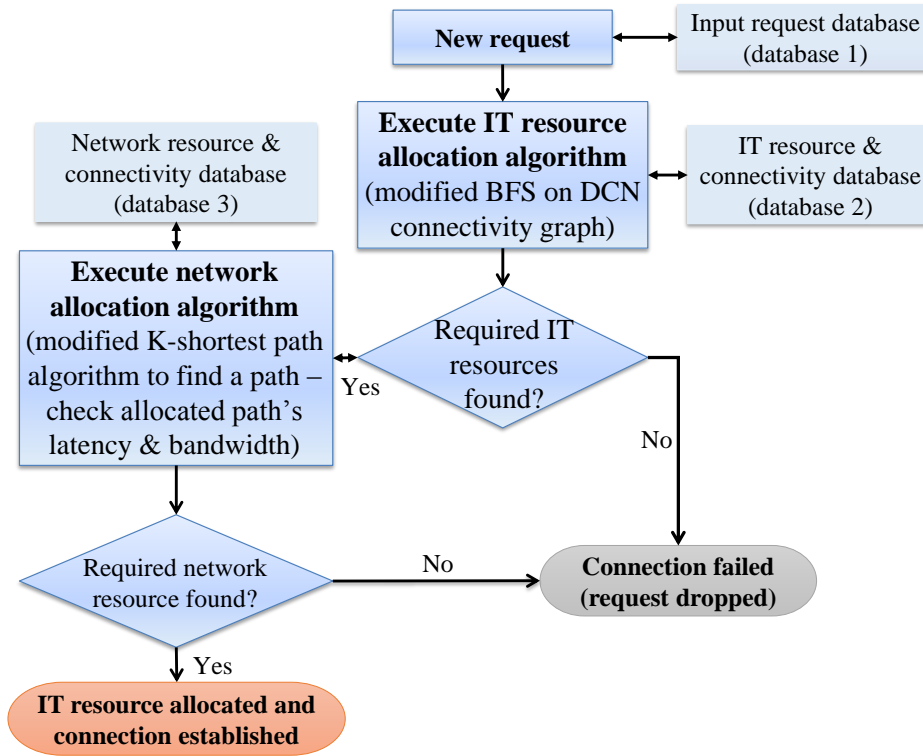 New request
Input request database
(database 1)
Execute IT resource
allocation algorithm
(modified BFS on DCN
connectivity graph)
IT resource &
connectivity database
(database 2)
Network resource &
connectivity database
(database 3)
Execute network
allocation algorithm
(modified K-shortest path
algorithm to find a path –
check allocated path's
latency & bandwidth)
Required IT
resources
found?
Yes
No
Required network
resource found?
No
Connection failed
(request dropped)
Yes
IT resource allocated and
connection established